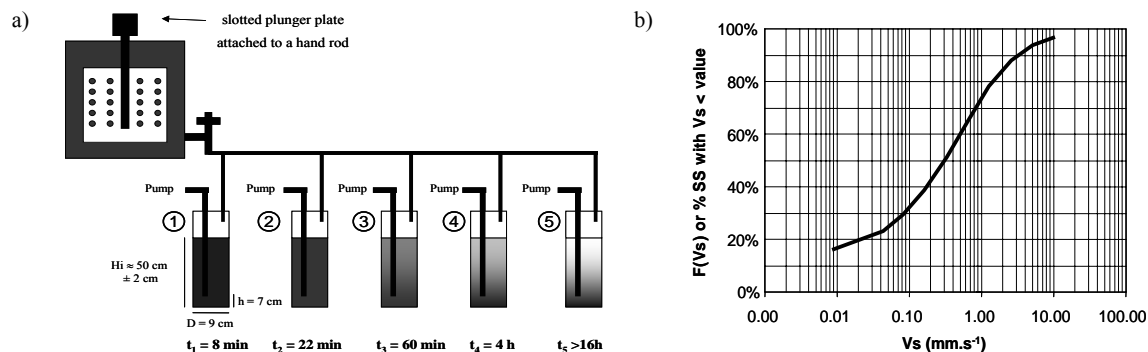 a)
slotted plunger plate
attached to a hand rod
Pump
Pump
Pump
Pump
Pump
1
2
3
4
5
Hi ≈ 50 cm
± 2 cm
h = 7 cm
D = 9 cm
t₁ = 8 min
t₂ = 22 min
t₃ = 60 min
t₄ = 4 h
t₅ >16h
b)
F(Vs) or % SS with Vs < value
100%
80%
60%
40%
20%
0%
0.00 0.01 0.10 1.00 10.00 100.00
Vs (mm.s⁻¹)